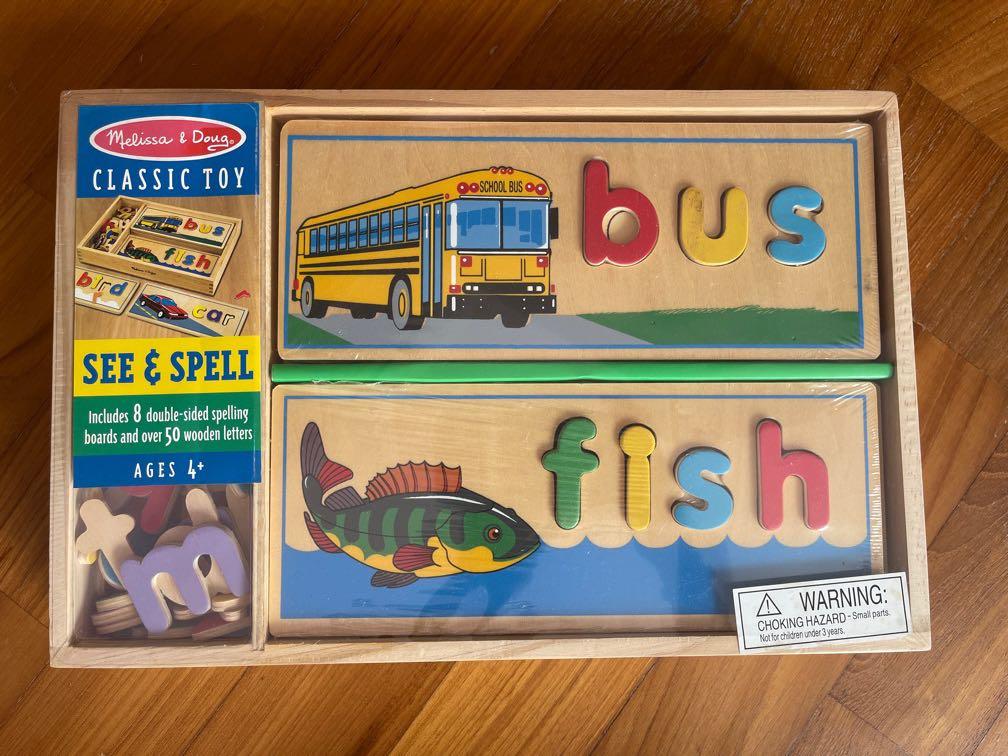 Melissa & Doug®
CLASSIC TOY
bus
fish
bird
car
SEE & SPELL
Includes 8 double-sided spelling
boards and over 50 wooden letters
AGES 4+
m
SCHOOL BUS
bus
fish
WARNING:
CHOKING HAZARD - Small parts.
Not for children under 3 years.